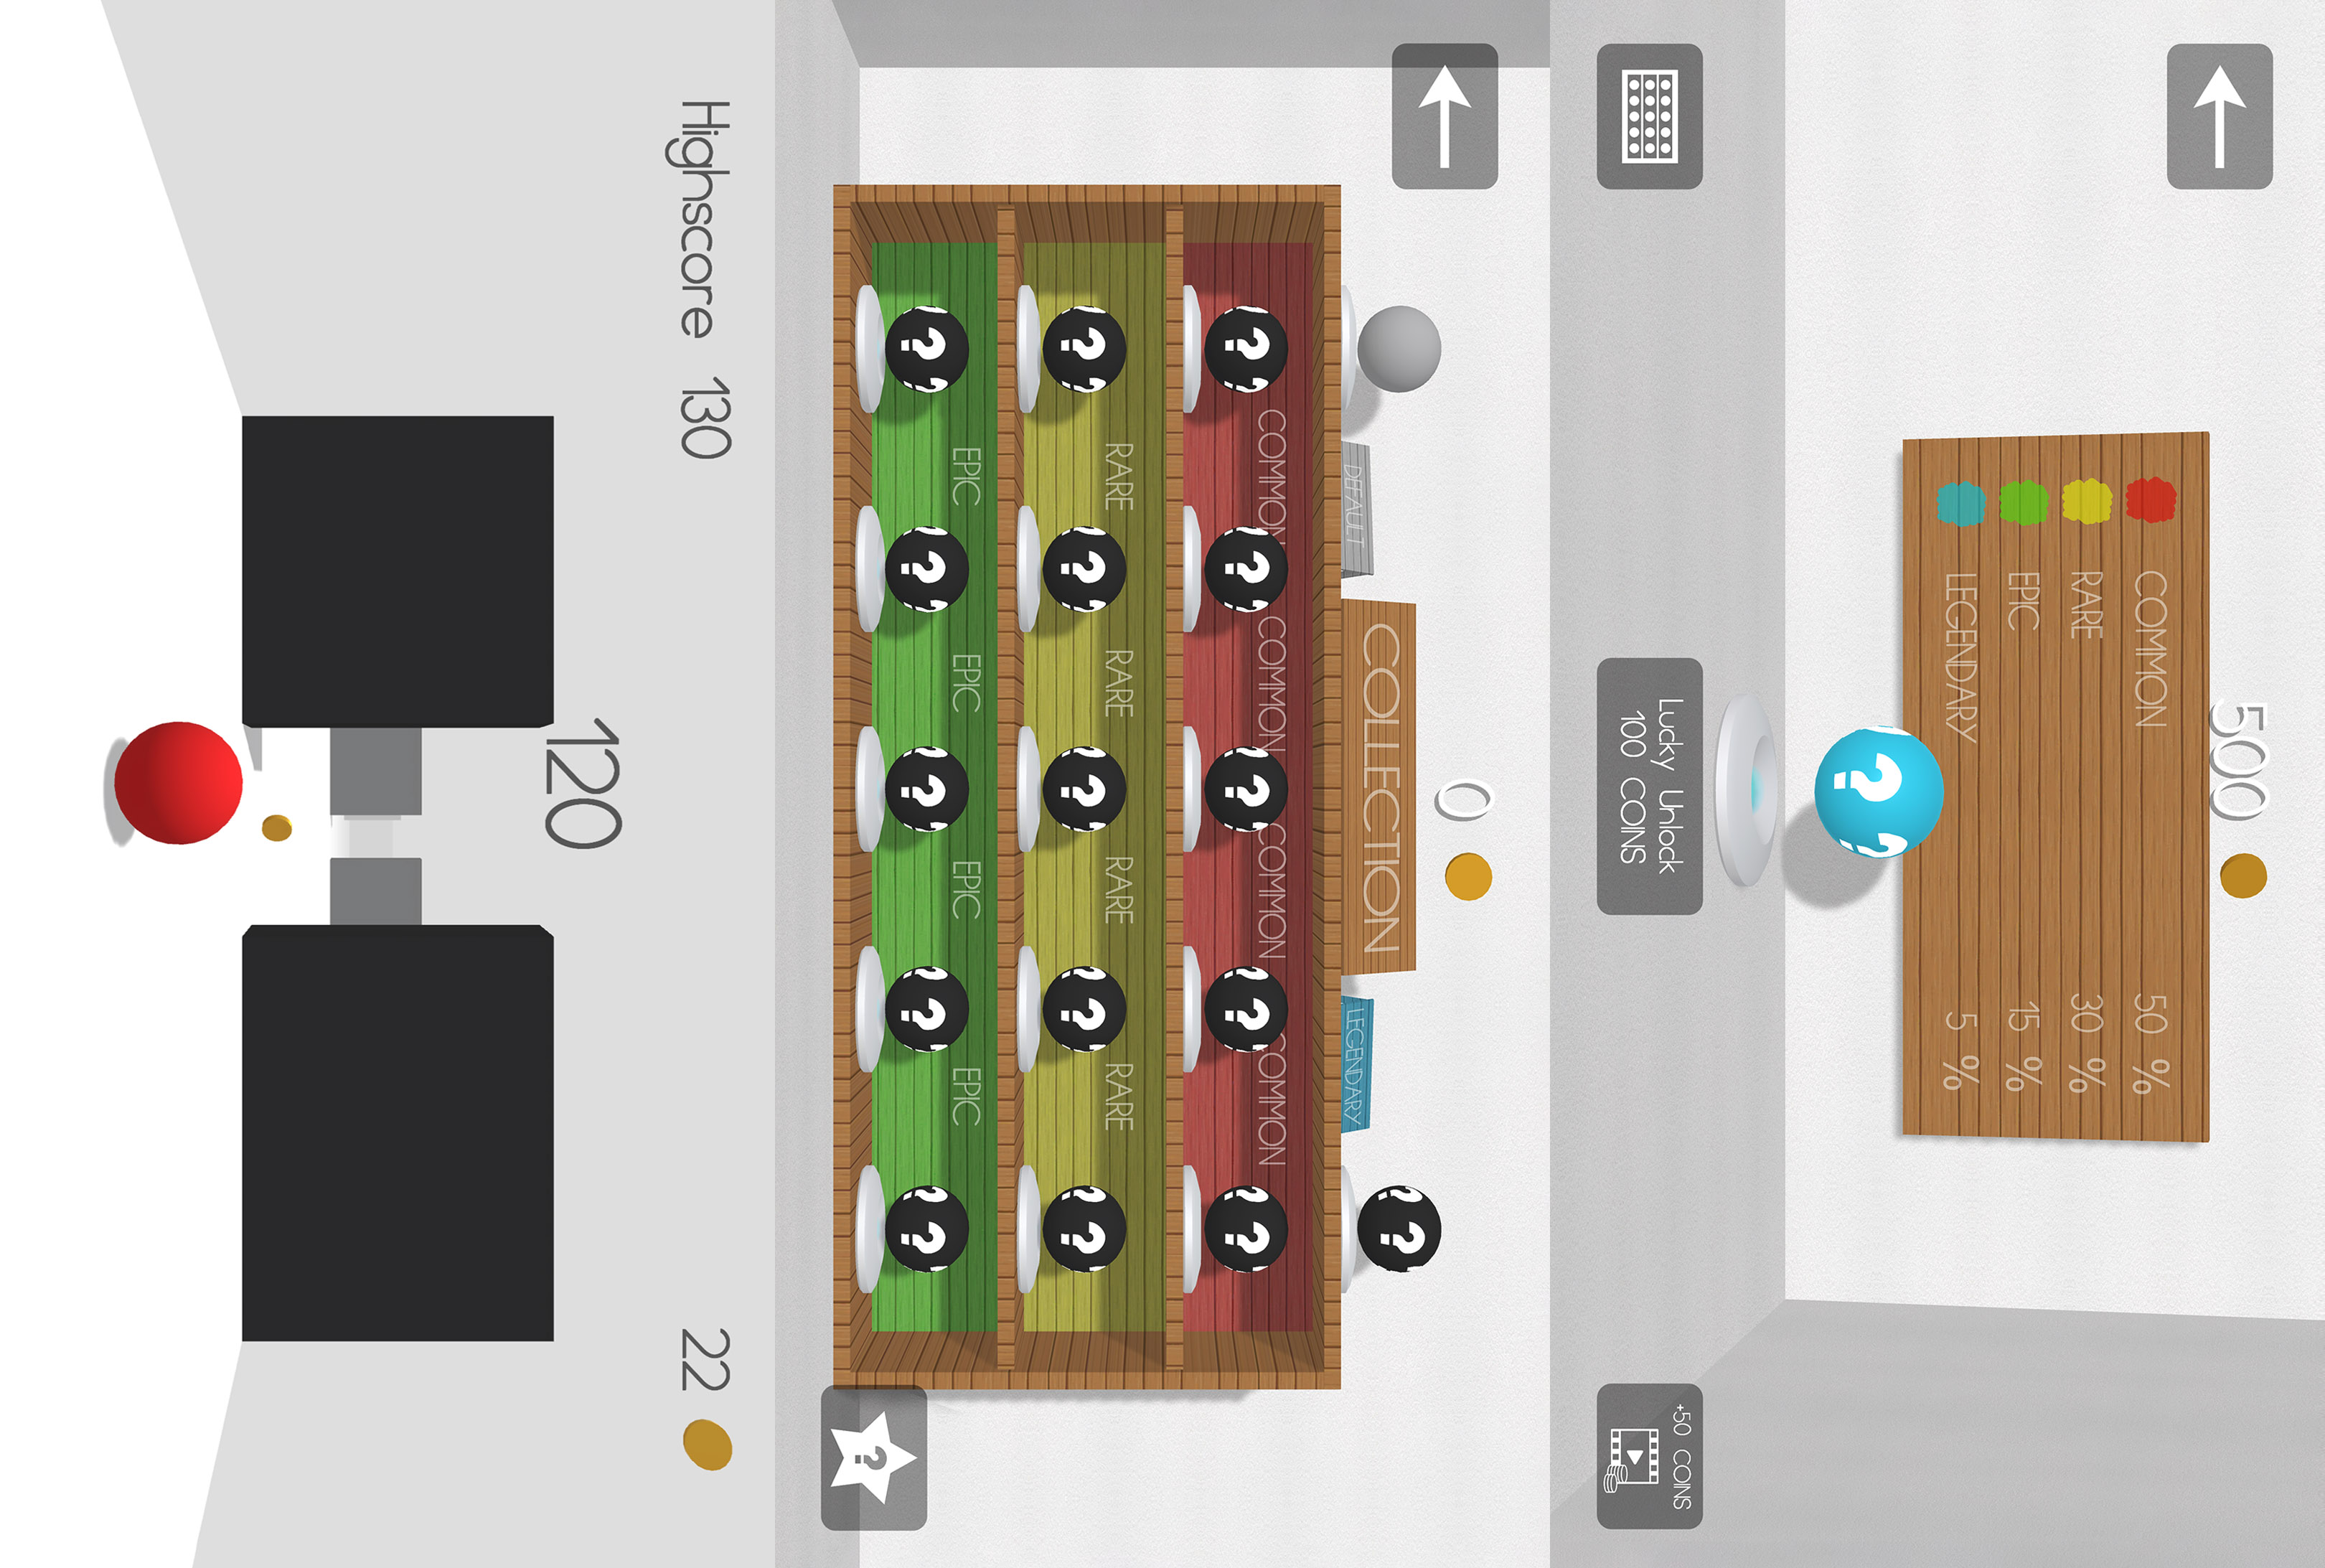 500
COMMON 50 %
RARE 30 %
EPIC 15 %
LEGENDARY 5 %
?
+50 COINS
Lucky Unlock
100 COINS
0
?
COLLECTION
DEFAULT LEGENDARY
COMMON COMMON COMMON COMMON
? ? ? ? ?
RARE RARE RARE RARE
? ? ? ? ?
EPIC EPIC EPIC EPIC
? ? ? ? ?
?
Highscore 130 22
120